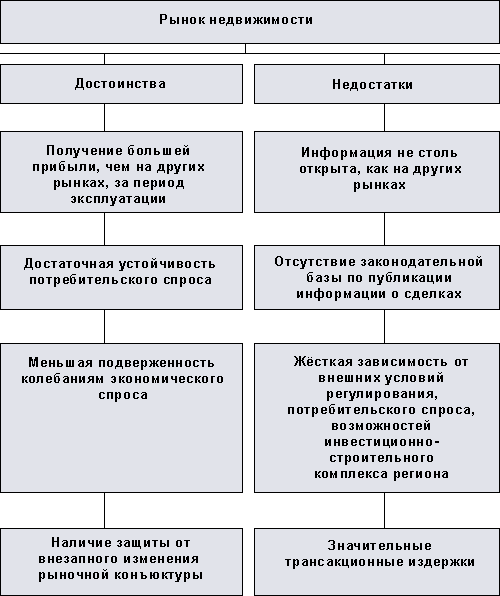 Рынок недвижимости
Достоинства
Недостатки
Получение большей
прибыли, чем на других
рынках, за период
эксплуатации
Информация не столь
открыта, как на других
рынках
Достаточная устойчивость
потребительского спроса
Отсутствие законодательной
базы по публикации
информации о сделках
Меньшая подверженность
колебаниям экономического
спроса
Жёсткая зависимость от
внешних условий
регулирования,
потребительского спроса,
возможностей
инвестиционно-
строительного
комплекса региона
Наличие защиты от
внезапного изменения
рыночной конъюктуры
Значительные
трансакционные издержки